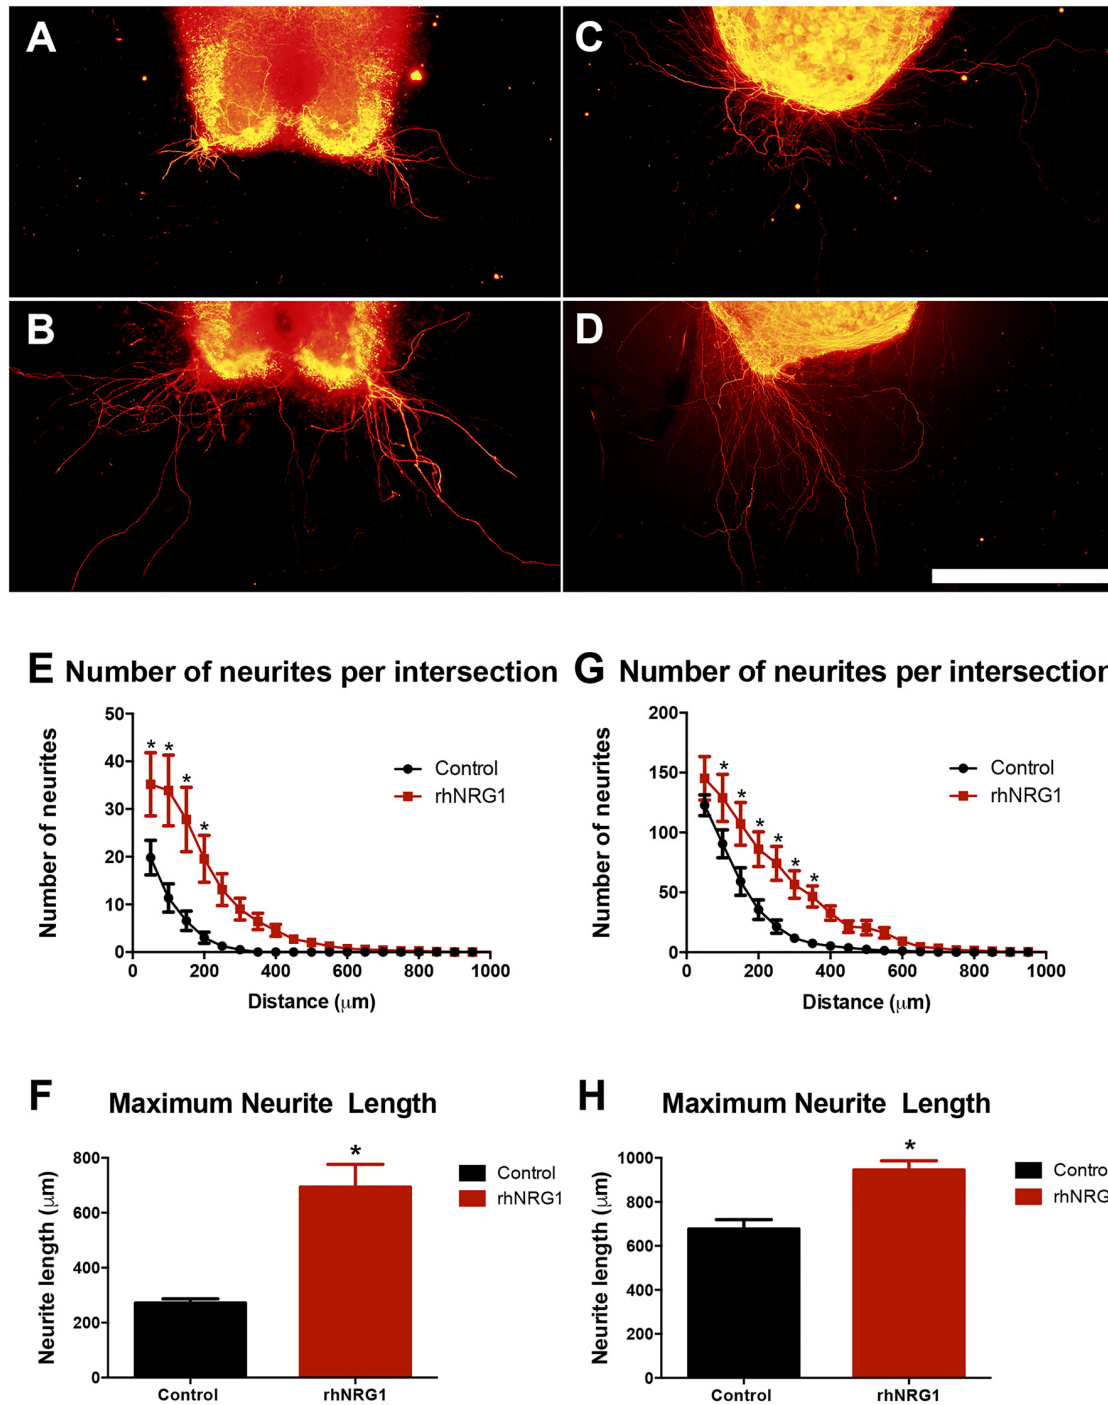 A
C
B
D
E Number of neurites per intersection
Number of neurites
50
40
30
20
10
0
* * * *
Control
rhNRG1
0 200 400 600 800 1000
Distance (μm)
G Number of neurites per intersection
Number of neurites
200
150
100
50
0
* * * * * *
Control
rhNRG1
0 200 400 600 800 1000
Distance (μm)
F Maximum Neurite Length
Neurite length (μm)
800
600
400
200
0
*
Control
rhNRG1
Control rhNRG1
H Maximum Neurite Length
Neurite length (μm)
1000
800
600
400
200
0
*
Contro
rhNRG
Control rhNRG1